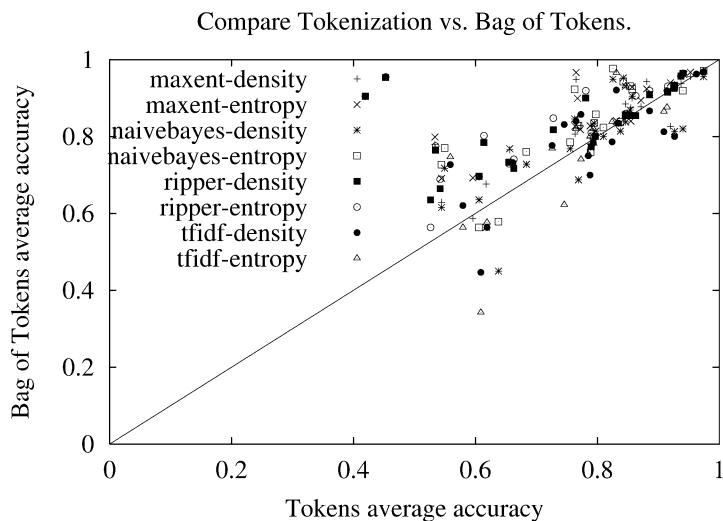 Compare Tokenization vs. Bag of Tokens.
Bag of Tokens average accuracy
1
0.8
0.6
0.4
0.2
0
maxent-density
maxent-entropy
naivebayes-density
naivebayes-entropy
ripper-density
ripper-entropy
tfidf-density
tfidf-entropy
0 0.2 0.4 0.6 0.8 1
Tokens average accuracy